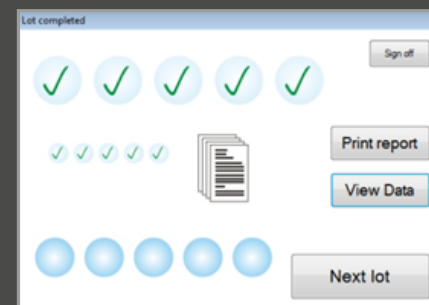 Lot completed
Sign off
Print report
View Data
Next lot